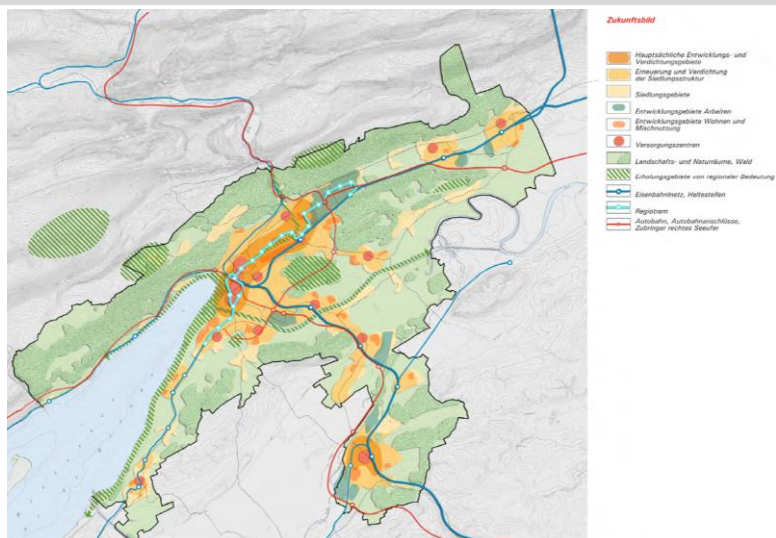 Zukunftsbild
Hauptsächliche Entwicklungs- und
Verdichtungsgebiete
Erneuerung und Verdichtung
der Siedlungsstruktur
Siedlungsgebiete
Entwicklungsgebiete Arbeiten
Entwicklungsgebiete Wohnen und
Mischnutzung
Versorgungszentren
Landschafts- und Naturräume, Wald
Erholungsgebiete von regionaler Bedeutung
Eisenbahnnetz, Haltestellen
Regiotram
Autobahn, Autobahnanschlüsse,
Zubringer rechtes Seeufer